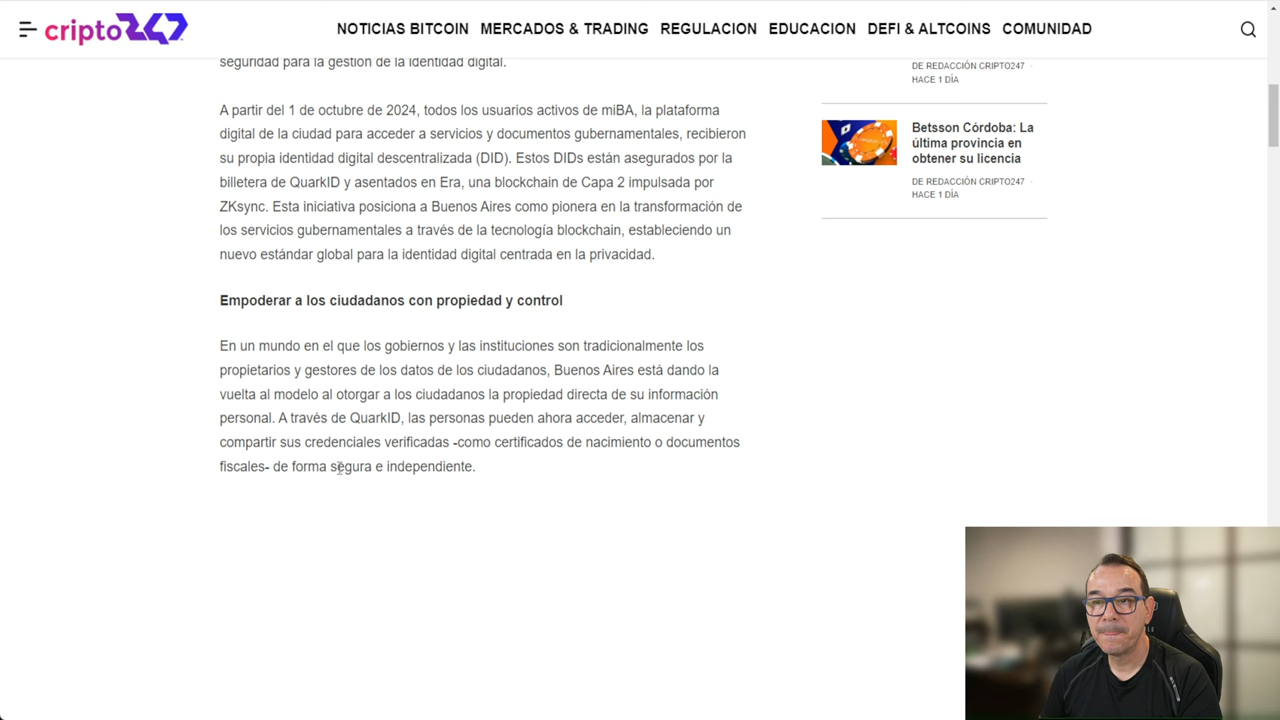 cripto247
NOTICIAS BITCOIN MERCADOS & TRADING REGULACION EDUCACION DEFI & ALTCOINS COMUNIDAD
seguridad para la gestión de la identidad digital.
A partir del 1 de octubre de 2024, todos los usuarios activos de miBA, la plataforma
digital de la ciudad para acceder a servicios y documentos gubernamentales, recibieron
su propia identidad digital descentralizada (DID). Estos DIDs están asegurados por la
billetera de QuarkID y asentados en Era, una blockchain de Capa 2 impulsada por
ZKsync. Esta iniciativa posiciona a Buenos Aires como pionera en la transformación de
los servicios gubernamentales a través de la tecnología blockchain, estableciendo un
nuevo estándar global para la identidad digital centrada en la privacidad.
Empoderar a los ciudadanos con propiedad y control
En un mundo en el que los gobiernos y las instituciones son tradicionalmente los
propietarios y gestores de los datos de los ciudadanos, Buenos Aires está dando la
vuelta al modelo al otorgar a los ciudadanos la propiedad directa de su información
personal. A través de QuarkID, las personas pueden ahora acceder, almacenar y
compartir sus credenciales verificadas -como certificados de nacimiento o documentos
fiscales- de forma segura e independiente.
DE REDACCIÓN CRIPTO247 ·
HACE 1 DÍA
Betsson Córdoba: La
última provincia en
obtener su licencia
DE REDACCIÓN CRIPTO247 ·
HACE 1 DÍA